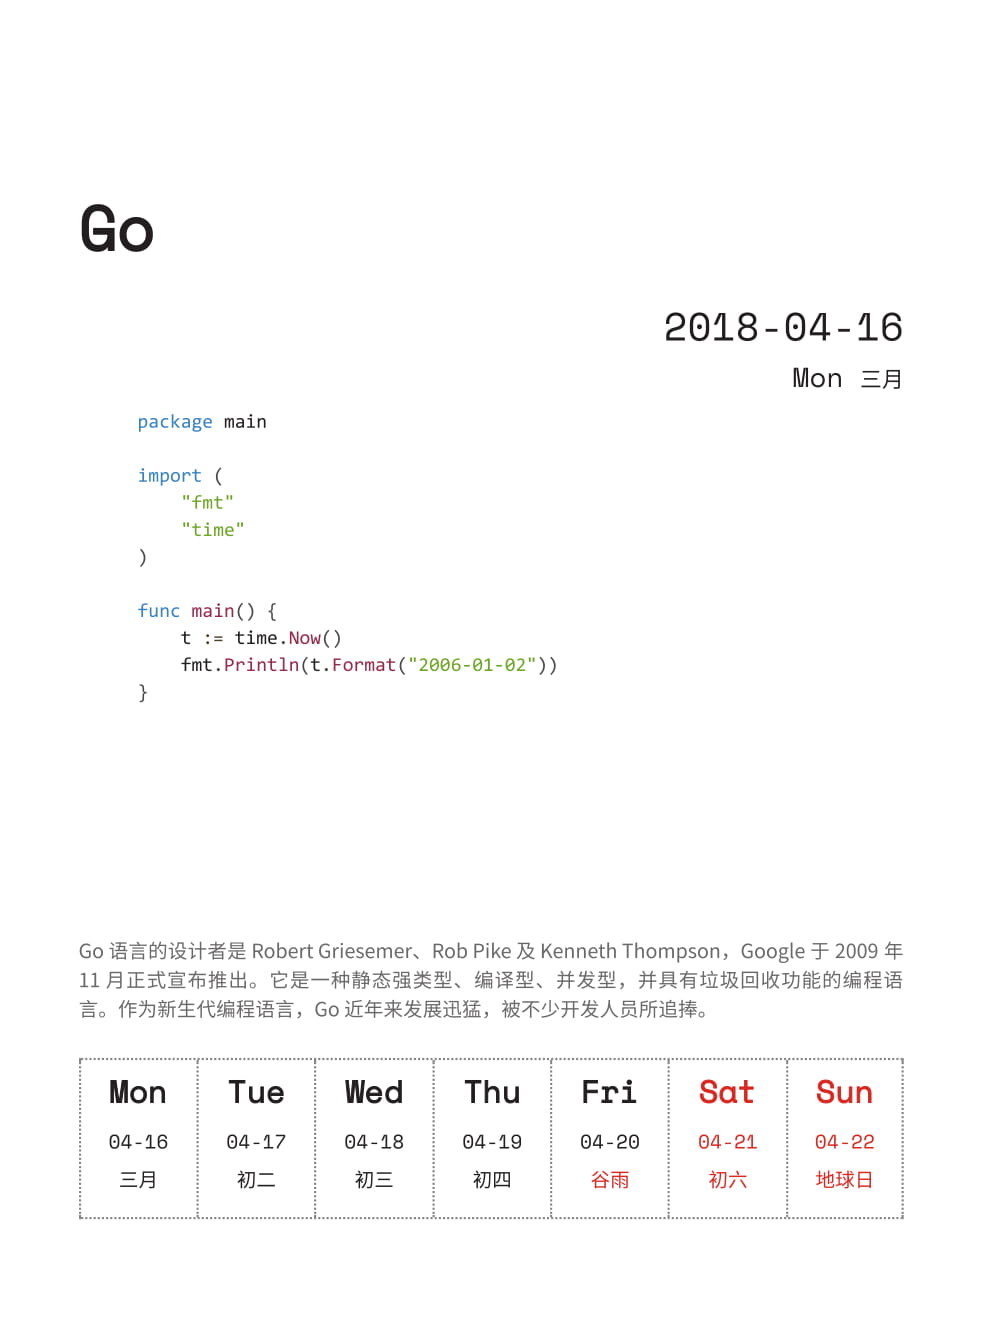 Go
2018-04-16
Mon 三月
package main
import (
    "fmt"
    "time"
)
func main() {
    t := time.Now()
    fmt.Println(t.Format("2006-01-02"))
}
Go 语言的设计者是 Robert Griesemer、Rob Pike 及 Kenneth Thompson，Google 于 2009 年
11 月正式宣布推出。它是一种静态强类型、编译型、并发型，并具有垃圾回收功能的编程语
言。作为新生代编程语言，Go 近年来发展迅猛，被不少开发人员所追捧。
Mon Tue Wed Thu Fri Sat Sun
04-16 04-17 04-18 04-19 04-20 04-21 04-22
三月 初二 初三 初四 谷雨 初六 地球日